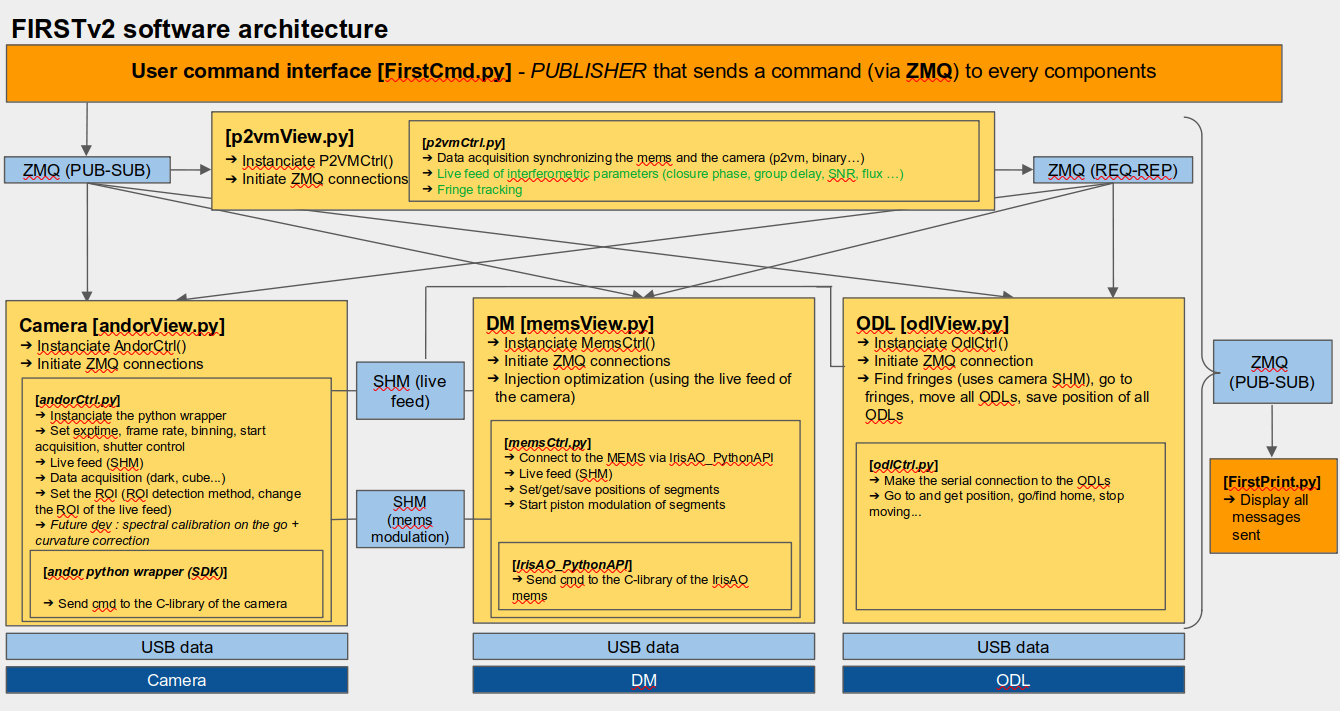 FIRSTv2 software architecture
User command interface [FirstCmd.py] - PUBLISHER that sends a command (via ZMQ) to every components
ZMQ (PUB-SUB)
[p2vmView.py]
➔ Instanciate P2VMCtrl()
➔ Initiate ZMQ connections
[p2vmCtrl.py]
➔ Data acquisition synchronizing the mems and the camera (p2vm, binary…)
➔ Live feed of interferometric parameters (closure phase, group delay, SNR, flux …)
➔ Fringe tracking
ZMQ (REQ-REP)
Camera [andorView.py]
➔ Instanciate AndorCtrl()
➔ Initiate ZMQ connections
[andorCtrl.py]
➔ Instanciate the python wrapper
➔ Set exptime, frame rate, binning, start
acquisition, shutter control
➔ Live feed (SHM)
➔ Data acquisition (dark, cube...)
➔ Set the ROI (ROI detection method, change
the ROI of the live feed)
➔ Future dev : spectral calibration on the go +
curvature correction
[andor python wrapper (SDK)]
➔ Send cmd to the C-library of the camera
SHM (live
feed)
SHM
(mems
modulation)
DM [memsView.py]
➔ Instanciate MemsCtrl()
➔ Initiate ZMQ connections
➔ Injection optimization (using the live feed of
the camera)
[memsCtrl.py]
➔ Connect to the MEMS via IrisAO_PythonAPI
➔ Live feed (SHM)
➔ Set/get/save positions of segments
➔ Start piston modulation of segments
[IrisAO_PythonAPI]
➔ Send cmd to the C-library of the IrisAO
mems
ODL [odlView.py]
➔ Instanciate OdlCtrl()
➔ Initiate ZMQ connection
➔ Find fringes (uses camera SHM), go to
fringes, move all ODLs, save position of all
ODLs
[odlCtrl.py]
➔ Make the serial connection to the ODLs
➔ Go to and get position, go/find home, stop
moving...
ZMQ
(PUB-SUB)
[FirstPrint.py]
➔ Display all
messages
sent
USB data
USB data
USB data
Camera
DM
ODL